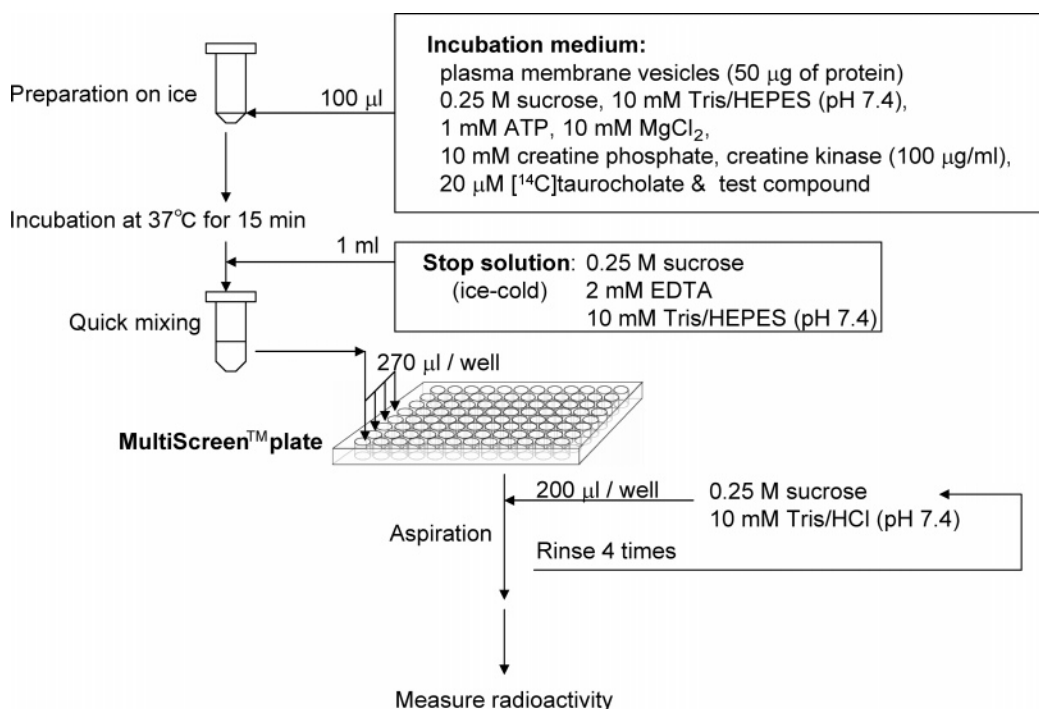 Incubation medium:
plasma membrane vesicles (50 μg of protein)
0.25 M sucrose, 10 mM Tris/HEPES (pH 7.4),
1 mM ATP, 10 mM MgCl₂,
10 mM creatine phosphate, creatine kinase (100 μg/ml),
20 μM [¹⁴C]taurocholate & test compound
Preparation on ice
100 μl
Incubation at 37°C for 15 min
1 ml
Stop solution: 0.25 M sucrose
(ice-cold) 2 mM EDTA
10 mM Tris/HEPES (pH 7.4)
Quick mixing
270 μl / well
MultiScreen™ plate
200 μl / well
0.25 M sucrose
10 mM Tris/HCl (pH 7.4)
Aspiration
Rinse 4 times
Measure radioactivity